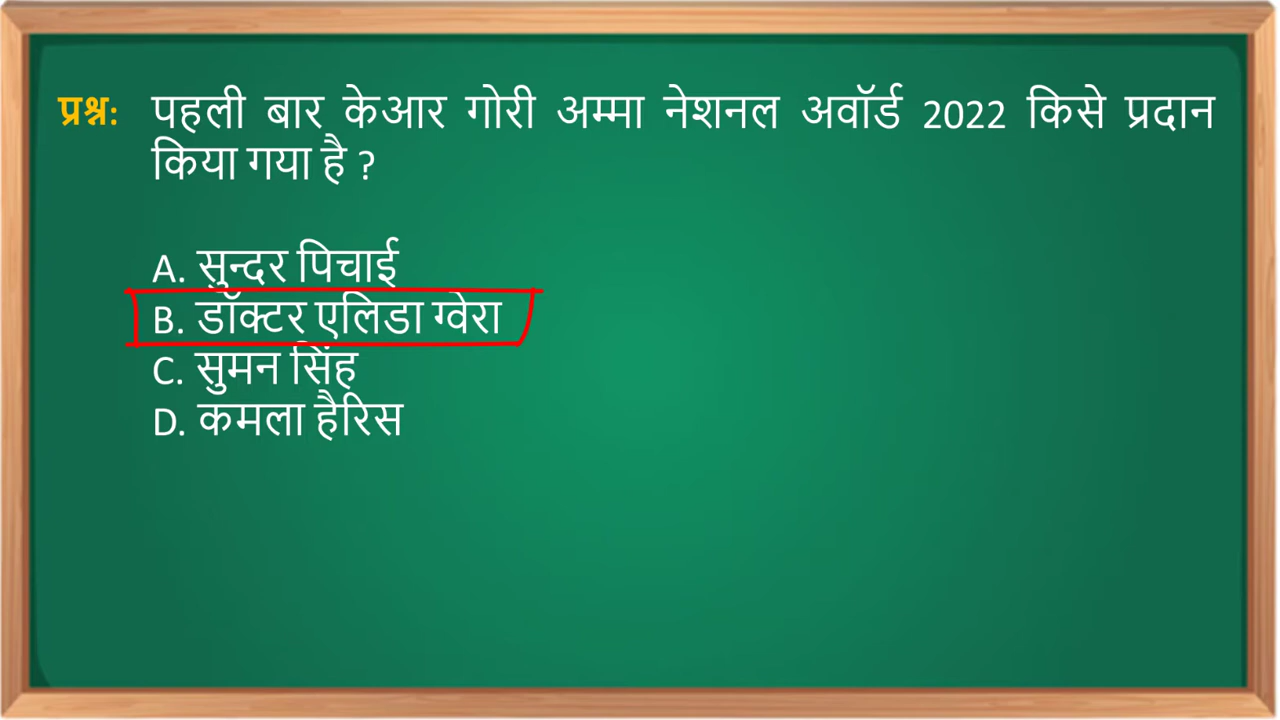 प्रश्न: पहली बार केआर गोरी अम्मा नेशनल अवॉर्ड 2022 किसे प्रदान
किया गया है ?
A. सुन्दर पिचाई
B. डॉक्टर एलिडा ग्वेरा
C. सुमन सिंह
D. कमला हैरिस